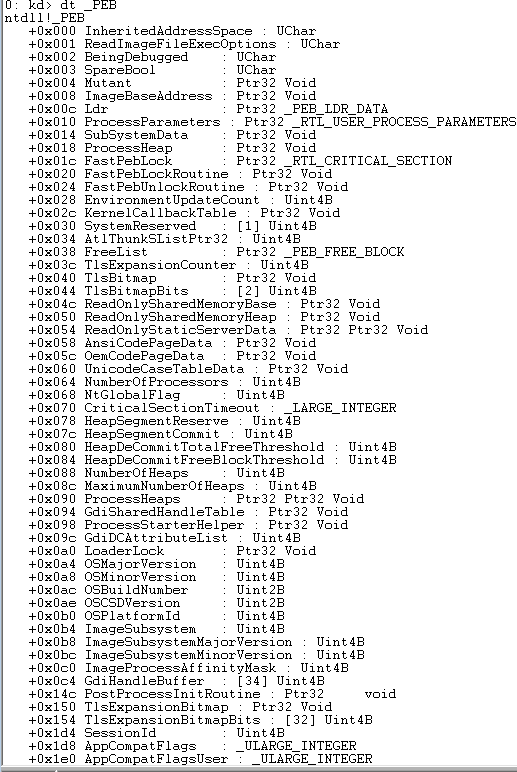 0: kd> dt _PEB
ntdll!_PEB
   +0x000 InheritedAddressSpace : UChar
   +0x001 ReadImageFileExecOptions : UChar
   +0x002 BeingDebugged    : UChar
   +0x003 SpareBool        : UChar
   +0x004 Mutant           : Ptr32 Void
   +0x008 ImageBaseAddress : Ptr32 Void
   +0x00c Ldr              : Ptr32 _PEB_LDR_DATA
   +0x010 ProcessParameters : Ptr32 _RTL_USER_PROCESS_PARAMETERS
   +0x014 SubSystemData    : Ptr32 Void
   +0x018 ProcessHeap      : Ptr32 Void
   +0x01c FastPebLock      : Ptr32 _RTL_CRITICAL_SECTION
   +0x020 FastPebLockRoutine : Ptr32 Void
   +0x024 FastPebUnlockRoutine : Ptr32 Void
   +0x028 EnvironmentUpdateCount : Uint4B
   +0x02c KernelCallbackTable : Ptr32 Void
   +0x030 SystemReserved   : [1] Uint4B
   +0x034 AtlThunkSListPtr32 : Uint4B
   +0x038 FreeList         : Ptr32 _PEB_FREE_BLOCK
   +0x03c TlsExpansionCounter : Uint4B
   +0x040 TlsBitmap        : Ptr32 Void
   +0x044 TlsBitmapBits    : [2] Uint4B
   +0x04c ReadOnlySharedMemoryBase : Ptr32 Void
   +0x050 ReadOnlySharedMemoryHeap : Ptr32 Void
   +0x054 ReadOnlyStaticServerData : Ptr32 Ptr32 Void
   +0x058 AnsiCodePageData : Ptr32 Void
   +0x05c OemCodePageData  : Ptr32 Void
   +0x060 UnicodeCaseTableData : Ptr32 Void
   +0x064 NumberOfProcessors : Uint4B
   +0x068 NtGlobalFlag     : Uint4B
   +0x070 CriticalSectionTimeout : _LARGE_INTEGER
   +0x078 HeapSegmentReserve : Uint4B
   +0x07c HeapSegmentCommit : Uint4B
   +0x080 HeapDeCommitTotalFreeThreshold : Uint4B
   +0x084 HeapDeCommitFreeBlockThreshold : Uint4B
   +0x088 NumberOfHeaps    : Uint4B
   +0x08c MaximumNumberOfHeaps : Uint4B
   +0x090 ProcessHeaps     : Ptr32 Ptr32 Void
   +0x094 GdiSharedHandleTable : Ptr32 Void
   +0x098 ProcessStarterHelper : Ptr32 Void
   +0x09c GdiDCAttributeList : Uint4B
   +0x0a0 LoaderLock       : Ptr32 Void
   +0x0a4 OSMajorVersion   : Uint4B
   +0x0a8 OSMinorVersion   : Uint4B
   +0x0ac OSBuildNumber    : Uint2B
   +0x0ae OSCSDVersion     : Uint2B
   +0x0b0 OSPlatformId     : Uint4B
   +0x0b4 ImageSubsystem   : Uint4B
   +0x0b8 ImageSubsystemMajorVersion : Uint4B
   +0x0bc ImageSubsystemMinorVersion : Uint4B
   +0x0c0 ImageProcessAffinityMask : Uint4B
   +0x0c4 GdiHandleBuffer  : [34] Uint4B
   +0x14c PostProcessInitRoutine : Ptr32     void
   +0x150 TlsExpansionBitmap : Ptr32 Void
   +0x154 TlsExpansionBitmapBits : [32] Uint4B
   +0x1d4 SessionId        : Uint4B
   +0x1d8 AppCompatFlags   : _ULARGE_INTEGER
   +0x1e0 AppCompatFlagsUser : _ULARGE_INTEGER